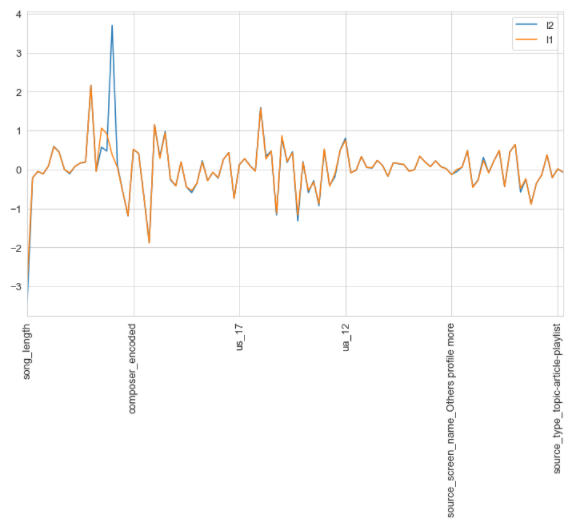 4
3
2
1
0
−1
−2
−3
l2
l1
song_length
composer_encoded
us_17
ua_12
source_screen_name_Others profile more
source_type_topic-article-playlist